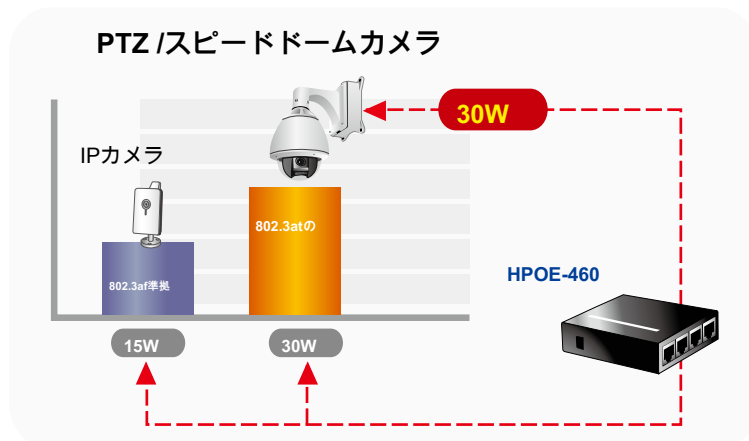 PTZ /スピードドームカメラ
30W
IPカメラ
802.3atの
HPOE-460
802.3af準拠
15W
30W